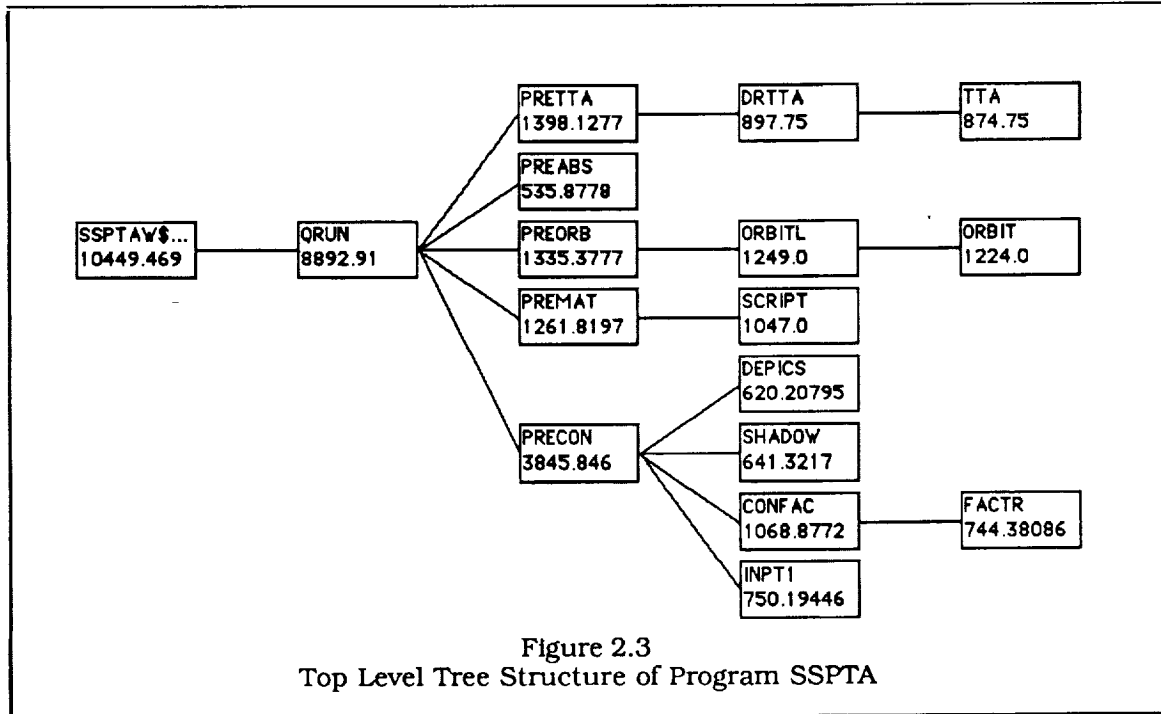 PRETTA
1398.1277
DRTTA
897.75
TTA
874.75
PREABS
535.8778
SSPTAW$...
10449.469
QRUN
8892.91
PREORB
1335.3777
ORBITL
1249.0
ORBIT
1224.0
PREMAT
1261.8197
SCRIPT
1047.0
DEPICS
620.20795
PRECON
3845.846
SHADOW
641.3217
CONFAC
1068.8772
FACTR
744.38086
INPT1
750.19446
Figure 2.3
Top Level Tree Structure of Program SSPTA